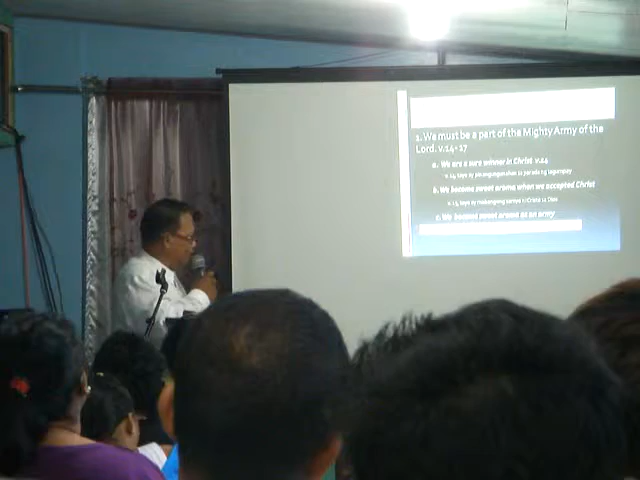 1. We must be a part of the Mighty Army of the
Lord. v.14-17
a. We are a sure winner in Christ v.14
b. We become sweet aroma when we accepted Christ
c. We become sweet aroma as an army